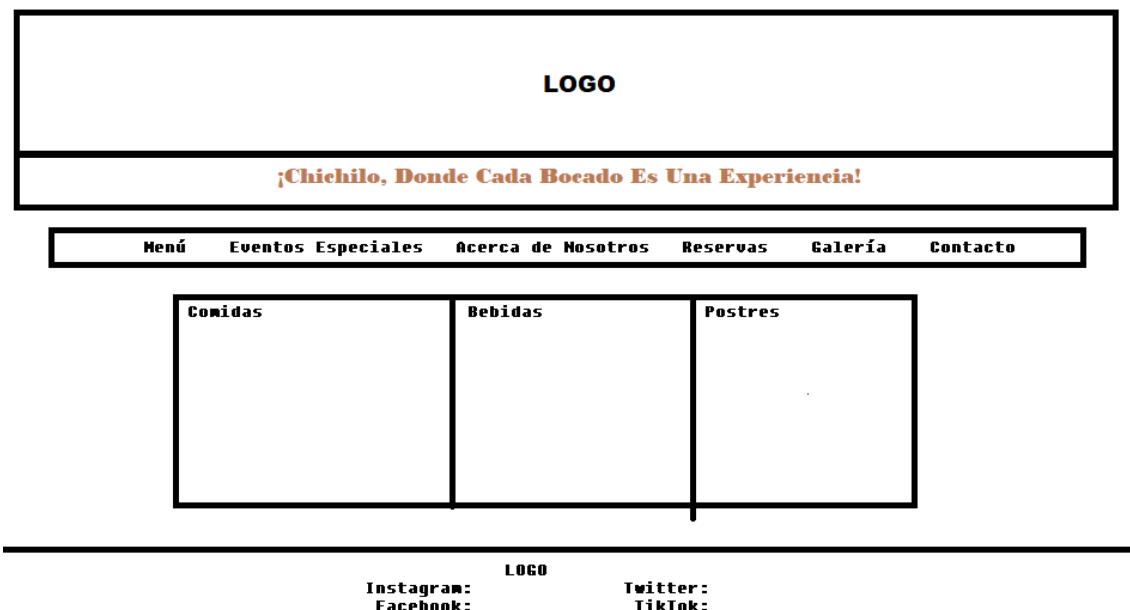 LOGO
¡Chichilo, Donde Cada Bocado Es Una Experiencia!
Menú Eventos Especiales Acerca de Nosotros Reservas Galería Contacto
Comidas Bebidas Postres
LOGO
Instagram: Twitter:
Facebook: TikTok: